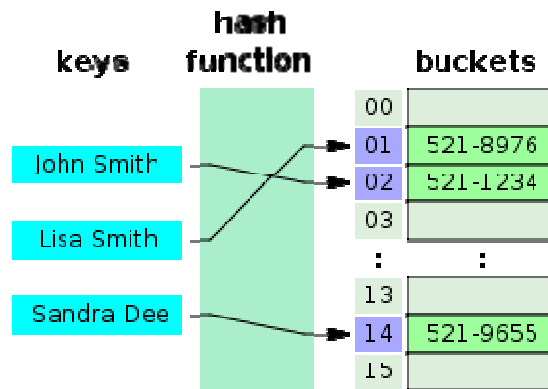 keys
hash
function
buckets
John Smith
Lisa Smith
Sandra Dee
00
01 521-8976
02 521-1234
03
: :
13
14 521-9655
15